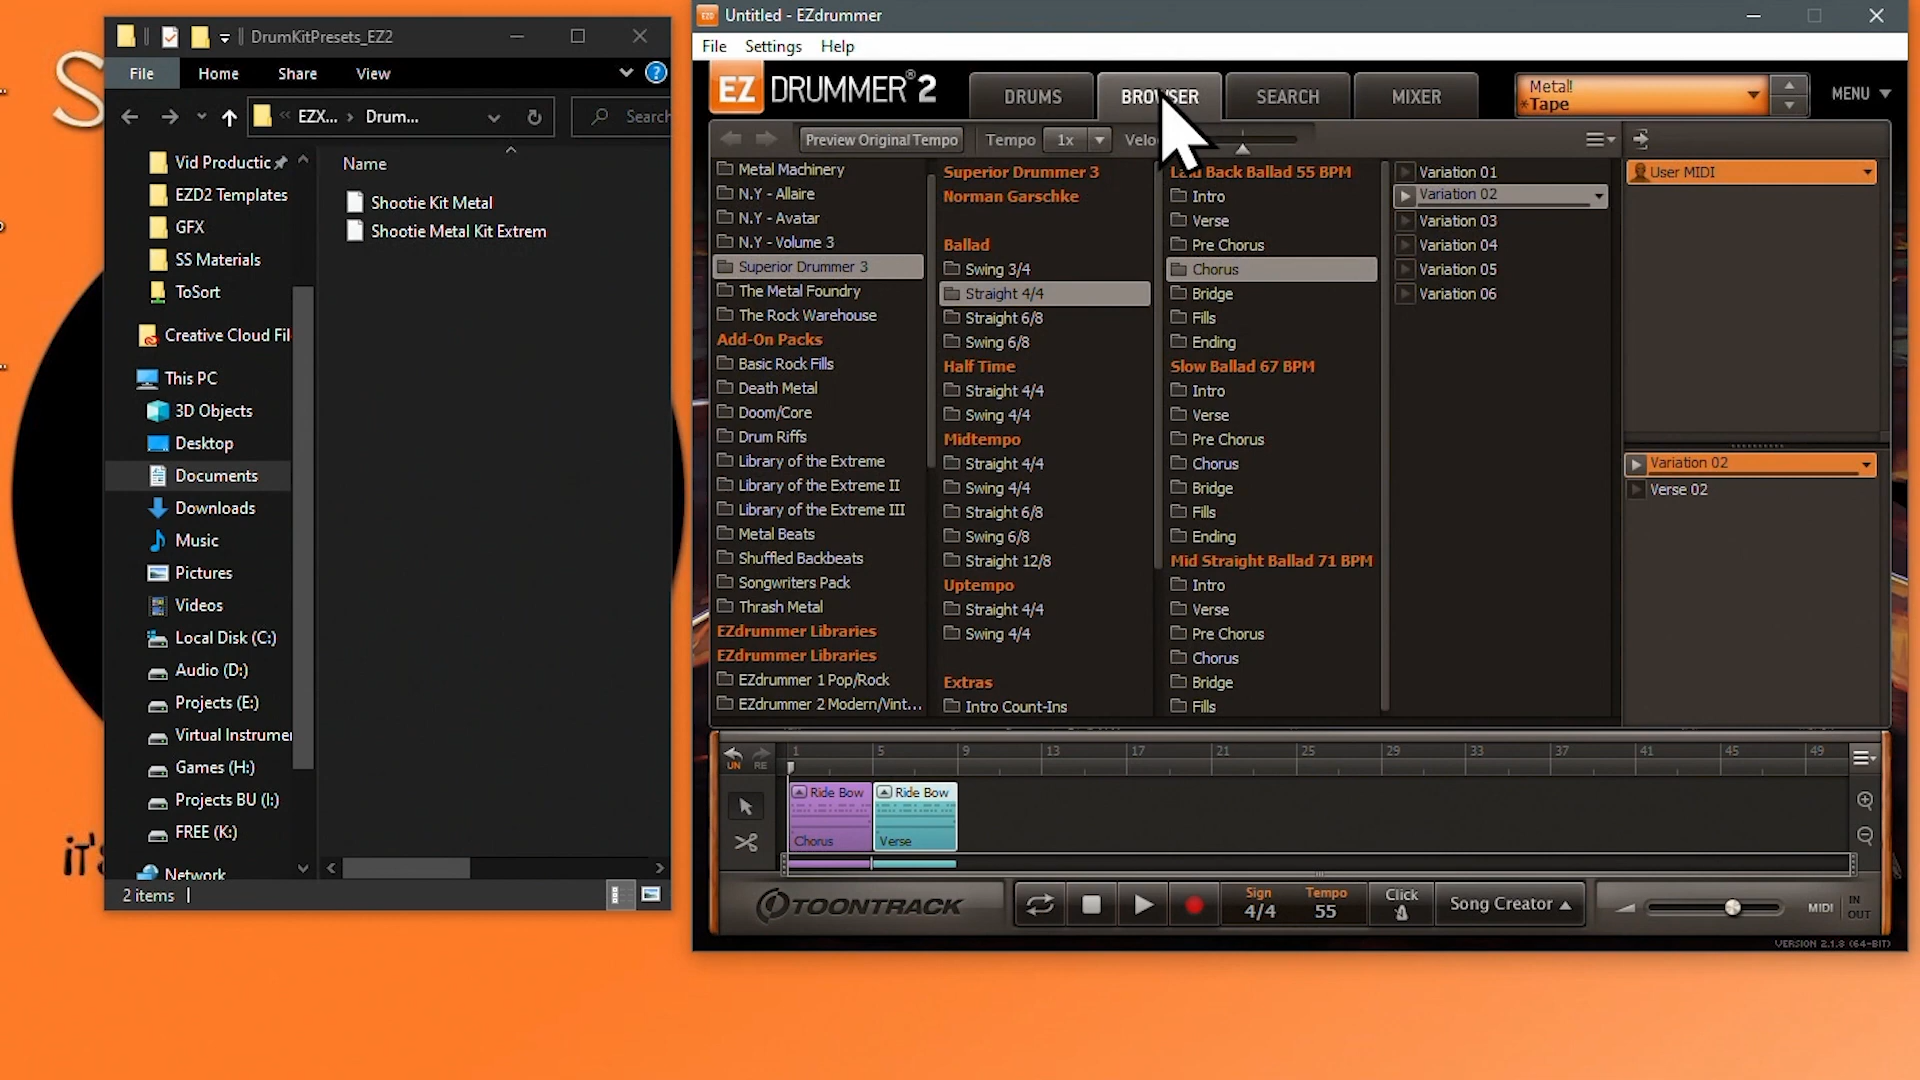 DrumKitPresets_EZ2
File
Home
Share
View
EZX...
Drum...
Search
Vid Productic
EZD2 Templates
GFX
SS Materials
ToSort
Creative Cloud Fil
This PC
3D Objects
Desktop
Documents
Downloads
Music
Pictures
Videos
Local Disk (C:)
Audio (D:)
Projects (E:)
Virtual Instrumer
Games (H:)
Projects BU (I:)
FREE (K:)
Network
Name
Shootie Kit Metal
Shootie Metal Kit Extrem
2 items
it's
EZD
Untitled - EZdrummer
File
Settings
Help
EZ DRUMMER® 2
DRUMS
BROWSER
SEARCH
MIXER
Metal!
*Tape
MENU
Preview Original Tempo
Tempo
1x
Velo
Metal Machinery
N.Y - Allaire
N.Y - Avatar
N.Y - Volume 3
Superior Drummer 3
The Metal Foundry
The Rock Warehouse
Add-On Packs
Basic Rock Fills
Death Metal
Doom/Core
Drum Riffs
Library of the Extreme
Library of the Extreme II
Library of the Extreme III
Metal Beats
Shuffled Backbeats
Songwriters Pack
Thrash Metal
EZdrummer Libraries
EZdrummer Libraries
EZdrummer 1 Pop/Rock
EZdrummer 2 Modern/Vint...
Superior Drummer 3
Norman Garschke
Ballad
Swing 3/4
Straight 4/4
Straight 6/8
Swing 6/8
Half Time
Straight 4/4
Swing 4/4
Midtempo
Straight 4/4
Swing 4/4
Straight 6/8
Swing 6/8
Straight 12/8
Uptempo
Straight 4/4
Swing 4/4
Extras
Intro Count-Ins
Laid Back Ballad 55 BPM
Intro
Verse
Pre Chorus
Chorus
Bridge
Fills
Ending
Slow Ballad 67 BPM
Intro
Verse
Pre Chorus
Chorus
Bridge
Fills
Ending
Mid Straight Ballad 71 BPM
Intro
Verse
Pre Chorus
Chorus
Bridge
Fills
Variation 01
Variation 02
Variation 03
Variation 04
Variation 05
Variation 06
User MIDI
Variation 02
Verse 02
UN
RE
1 5 9 13 17 21 25 29 33 37 41 45 49
Ride Bow
Chorus
Ride Bow
Verse
TOONTRACK
Sign
4/4
Tempo
55
Click
Song Creator
MIDI
IN
OUT
VERSION 2.1.8 (64-BIT)